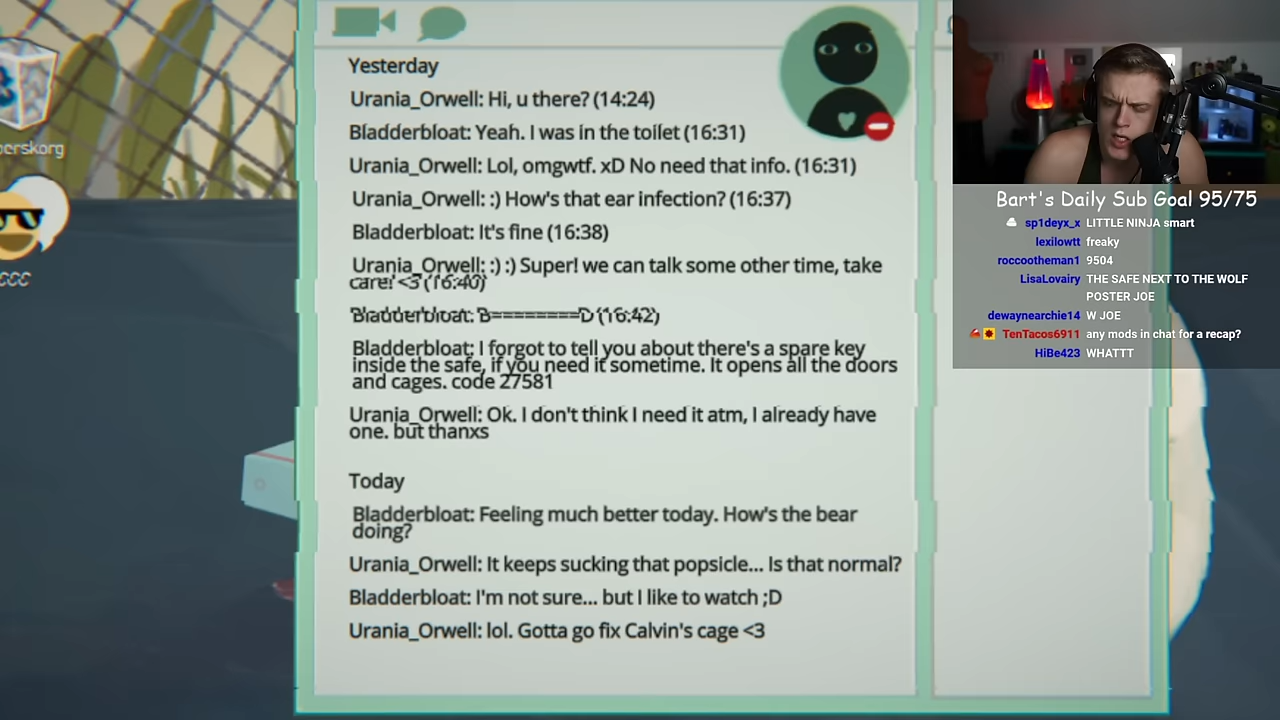 Yesterday
Urania_Orwell: Hi, u there? (14:24)
Bladderbloat: Yeah. I was in the toilet (16:31)
Urania_Orwell: Lol, omgwtf. xD No need that info. (16:31)
Urania_Orwell: :) How's that ear infection? (16:37)
Bladderbloat: It's fine (16:38)
Urania_Orwell: :) :) Super! we can talk some other time, take
care! <3 (16:40)
Bladderbloat: B========D (16:42)
Bladderbloat: I forgot to tell you about there's a spare key
inside the safe, if you need it sometime. It opens all the doors
and cages. code 27581
Urania_Orwell: Ok. I don't think I need it atm, I already have
one. but thanxs
Today
Bladderbloat: Feeling much better today. How's the bear
doing?
Urania_Orwell: It keeps sucking that popsicle... Is that normal?
Bladderbloat: I'm not sure... but I like to watch ;D
Urania_Orwell: lol. Gotta go fix Calvin's cage <3
Bart's Daily Sub Goal 95/75
sp1deyx_x LITTLE NINJA smart
lexilowtt freaky
roccootheman1 9504
LisaLovairy THE SAFE NEXT TO THE WOLF
POSTER JOE
dewaynearchie14 W JOE
TenTacos6911 any mods in chat for a recap?
HiBe423 WHATTT